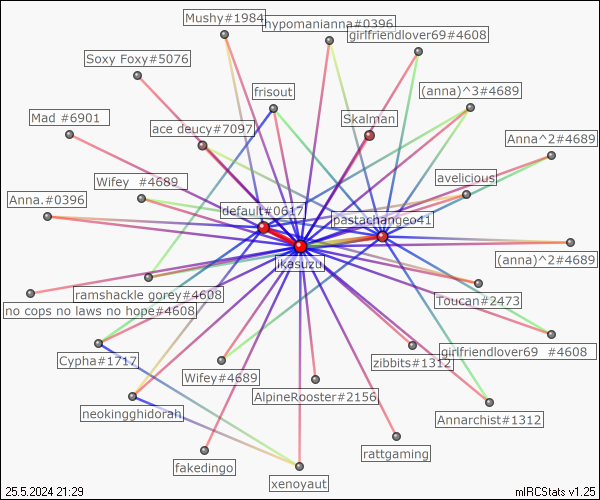 Mushy#1984
hypomanianna#0396
girlfriendlover69#4608
Soxy Foxy#5076
frisout
(anna)^3#4689
Mad #6901
ace deucy#7097
Skalman
Anna^2#4689
Wifey  #4689
avelicious
Anna.#0396
default#0617
pastachangeo41
ikasuzu
(anna)^2#4689
ramshackle gorey#4608
Toucan#2473
no cops no laws no hope#4608
Cypha#1717
zibbits#1312
girlfriendlover69  #4608
Wifey#4689
AlpineRooster#2156
neokingghidorah
Annarchist#1312
rattgaming
fakedingo
xenoyaut
25.5.2024 21:29
mIRCStats v1.25